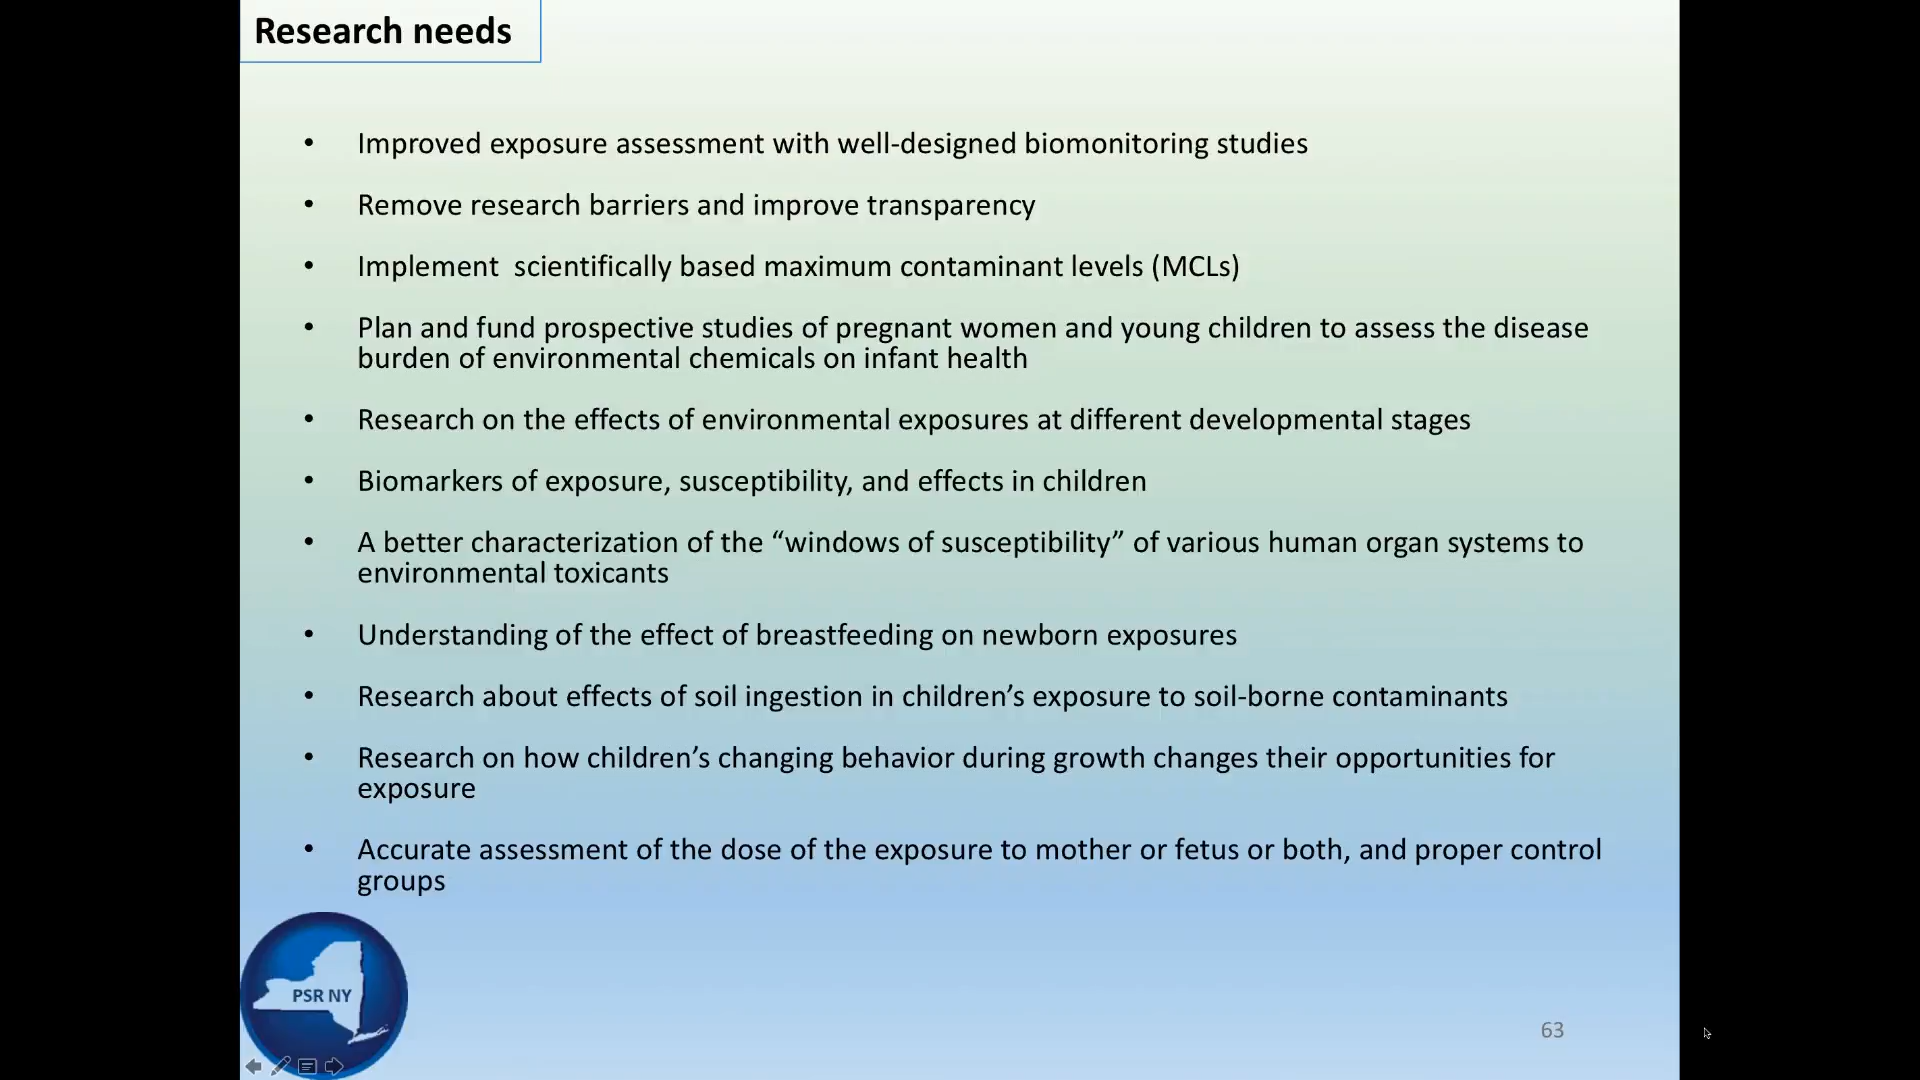 Research needs
• Improved exposure assessment with well-designed biomonitoring studies
• Remove research barriers and improve transparency
• Implement  scientifically based maximum contaminant levels (MCLs)
• Plan and fund prospective studies of pregnant women and young children to assess the disease
burden of environmental chemicals on infant health
• Research on the effects of environmental exposures at different developmental stages
• Biomarkers of exposure, susceptibility, and effects in children
• A better characterization of the “windows of susceptibility” of various human organ systems to
environmental toxicants
• Understanding of the effect of breastfeeding on newborn exposures
• Research about effects of soil ingestion in children’s exposure to soil-borne contaminants
• Research on how children’s changing behavior during growth changes their opportunities for
exposure
• Accurate assessment of the dose of the exposure to mother or fetus or both, and proper control
groups
PSR NY
63